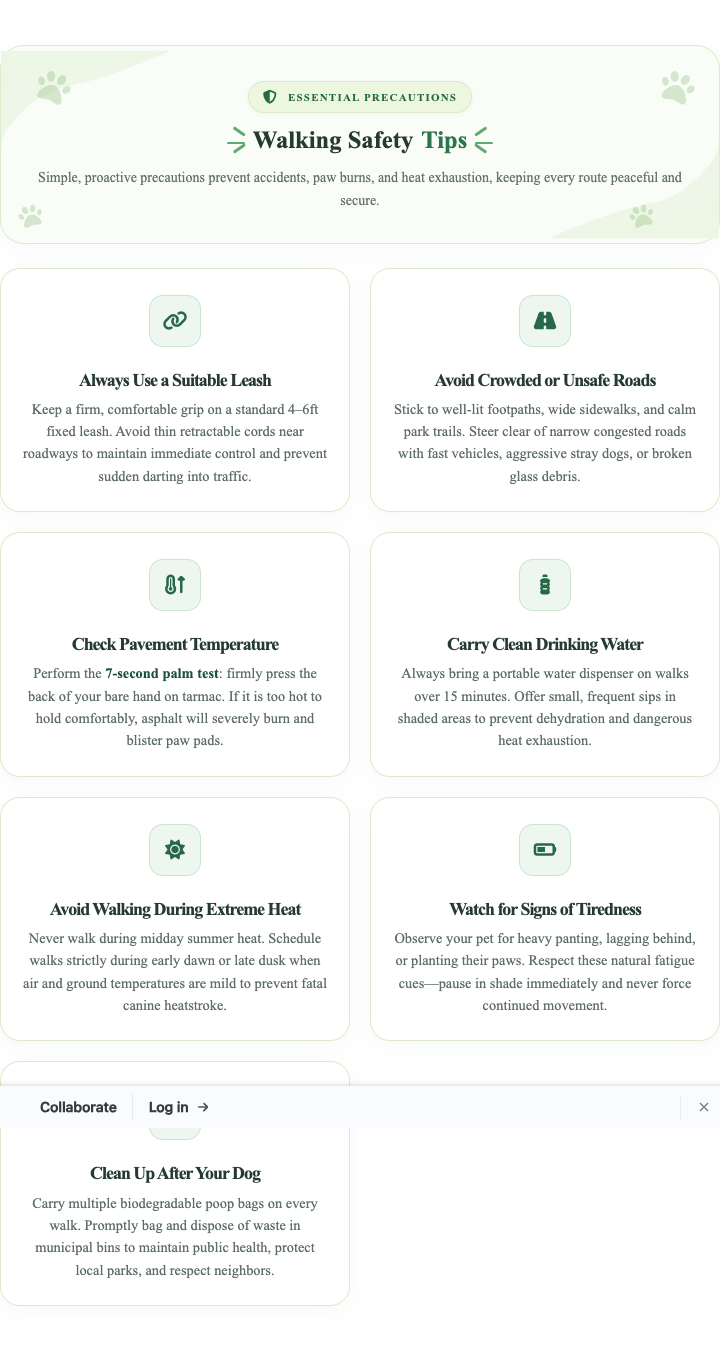 ESSENTIAL PRECAUTIONS
Walking Safety Tips
Simple, proactive precautions prevent accidents, paw burns, and heat exhaustion, keeping every route peaceful and
secure.
Always Use a Suitable Leash
Keep a firm, comfortable grip on a standard 4–6ft
fixed leash. Avoid thin retractable cords near
roadways to maintain immediate control and prevent
sudden darting into traffic.
Avoid Crowded or Unsafe Roads
Stick to well-lit footpaths, wide sidewalks, and calm
park trails. Steer clear of narrow congested roads
with fast vehicles, aggressive stray dogs, or broken
glass debris.
Check Pavement Temperature
Perform the 7-second palm test: firmly press the
back of your bare hand on tarmac. If it is too hot to
hold comfortably, asphalt will severely burn and
blister paw pads.
Carry Clean Drinking Water
Always bring a portable water dispenser on walks
over 15 minutes. Offer small, frequent sips in
shaded areas to prevent dehydration and dangerous
heat exhaustion.
Avoid Walking During Extreme Heat
Never walk during midday summer heat. Schedule
walks strictly during early dawn or late dusk when
air and ground temperatures are mild to prevent fatal
canine heatstroke.
Watch for Signs of Tiredness
Observe your pet for heavy panting, lagging behind,
or planting their paws. Respect these natural fatigue
cues—pause in shade immediately and never force
continued movement.
Collaborate
Log in →
Clean Up After Your Dog
Carry multiple biodegradable poop bags on every
walk. Promptly bag and dispose of waste in
municipal bins to maintain public health, protect
local parks, and respect neighbors.